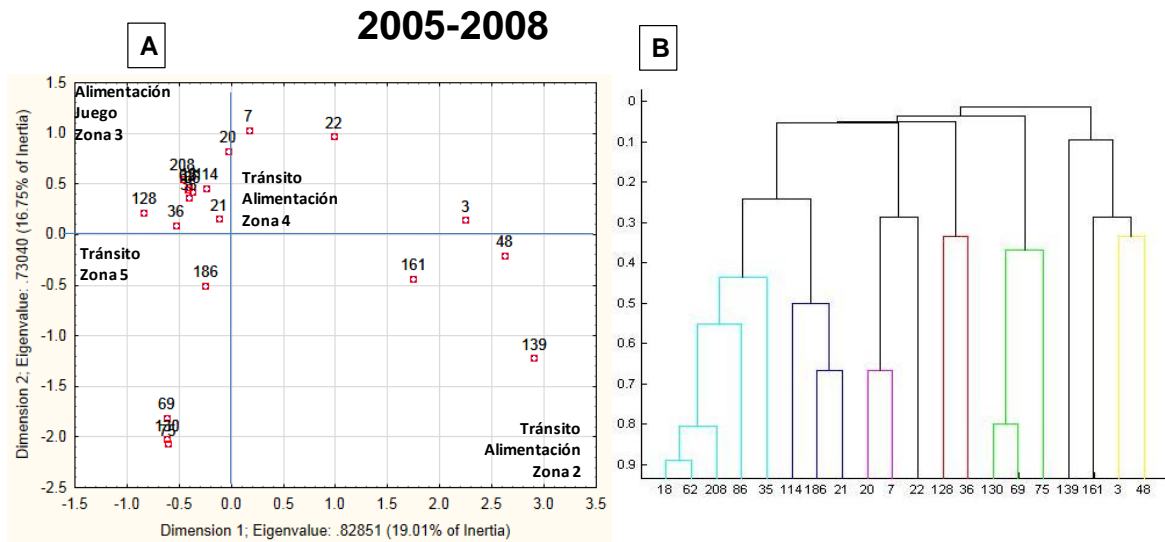 2005-2008
A
B
Dimension 2; Eigenvalue: .73040 (16.75% of Inertia)
1.5
1.0
0.5
0.0
-0.5
-1.0
-1.5
-2.0
-2.5
Alimentación
Juego
Zona 3
7
22
20
208
114
128
36
21
Tránsito
Alimentación
Zona 4
3
48
161
Tránsito
Zona 5
186
139
69
130
75
Tránsito
Alimentación
Zona 2
-1.5 -1.0 -0.5 0.0 0.5 1.0 1.5 2.0 2.5 3.0 3.5
Dimension 1; Eigenvalue: .82851 (19.01% of Inertia)
0
0.1
0.2
0.3
0.4
0.5
0.6
0.7
0.8
0.9
18 62 208 86 35 114 186 21 20 7 22 128 36 130 69 75 139 161 3 48